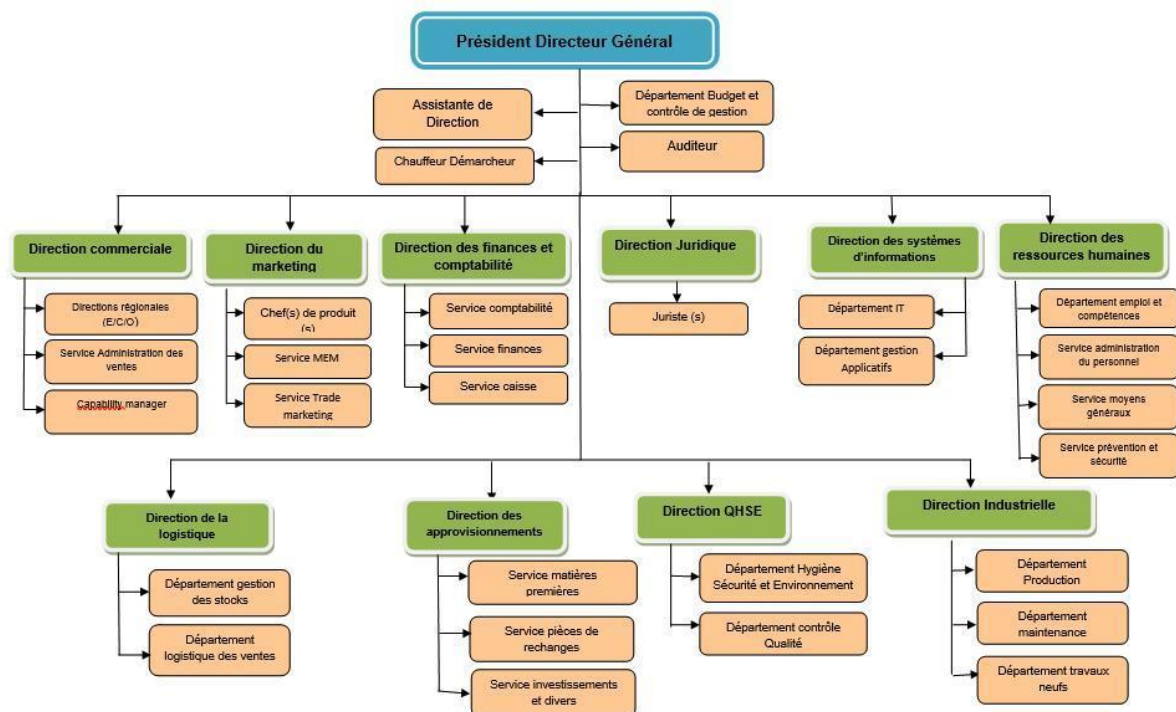 Président Directeur Général
Assistante de
Direction
Département Budget et
contrôle de gestion
Chauffeur Démarcheur
Auditeur
Direction commerciale
Directions régionales
(E/C/O)
Service Administration des
ventes
Capability manager
Direction du
marketing
Chef(s) de produit
(s)
Service MEM
Service Trade
marketing
Direction des finances et
comptabilité
Service comptabilité
Service finances
Service caisse
Direction Juridique
Juriste (s)
Direction des systèmes
d'informations
Département IT
Département gestion
Applicatifs
Direction des
ressources humaines
Département emploi et
compétences
Service administration
du personnel
Service moyens
généraux
Service prévention et
sécurité
Direction de la
logistique
Département gestion
des stocks
Département
logistique des ventes
Direction des
approvisionnements
Service matières
premières
Service pièces de
rechanges
Service investissements
et divers
Direction QHSE
Département Hygiène
Sécurité et Environnement
Département contrôle
Qualité
Direction Industrielle
Département
Production
Département
maintenance
Département travaux
neufs